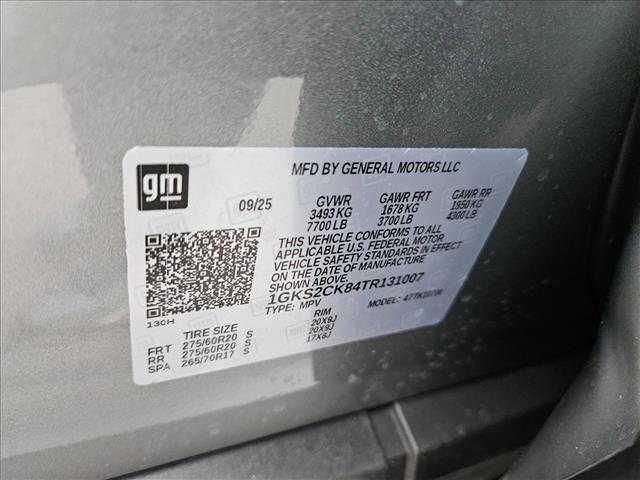 MFD BY GENERAL MOTORS LLC
gm
09/25 GVWR GAWR FRT GAWR RR
3493 KG 1678 KG 1950 KG
7700 LB 3700 LB 4300 LB
THIS VEHICLE CONFORMS TO ALL
APPLICABLE U.S. FEDERAL MOTOR
VEHICLE SAFETY STANDARDS IN EFFECT
ON THE DATE OF MANUFACTURE
SHOWN ABOVE.
1GKS2CK84TR131007
TYPE: MPV MODEL:
130H
TIRE SIZE RIM
FRT 275/60R20 S 20X9J
RR 275/60R20 S 20X9J
SPA 265/70R17 S 17X8J